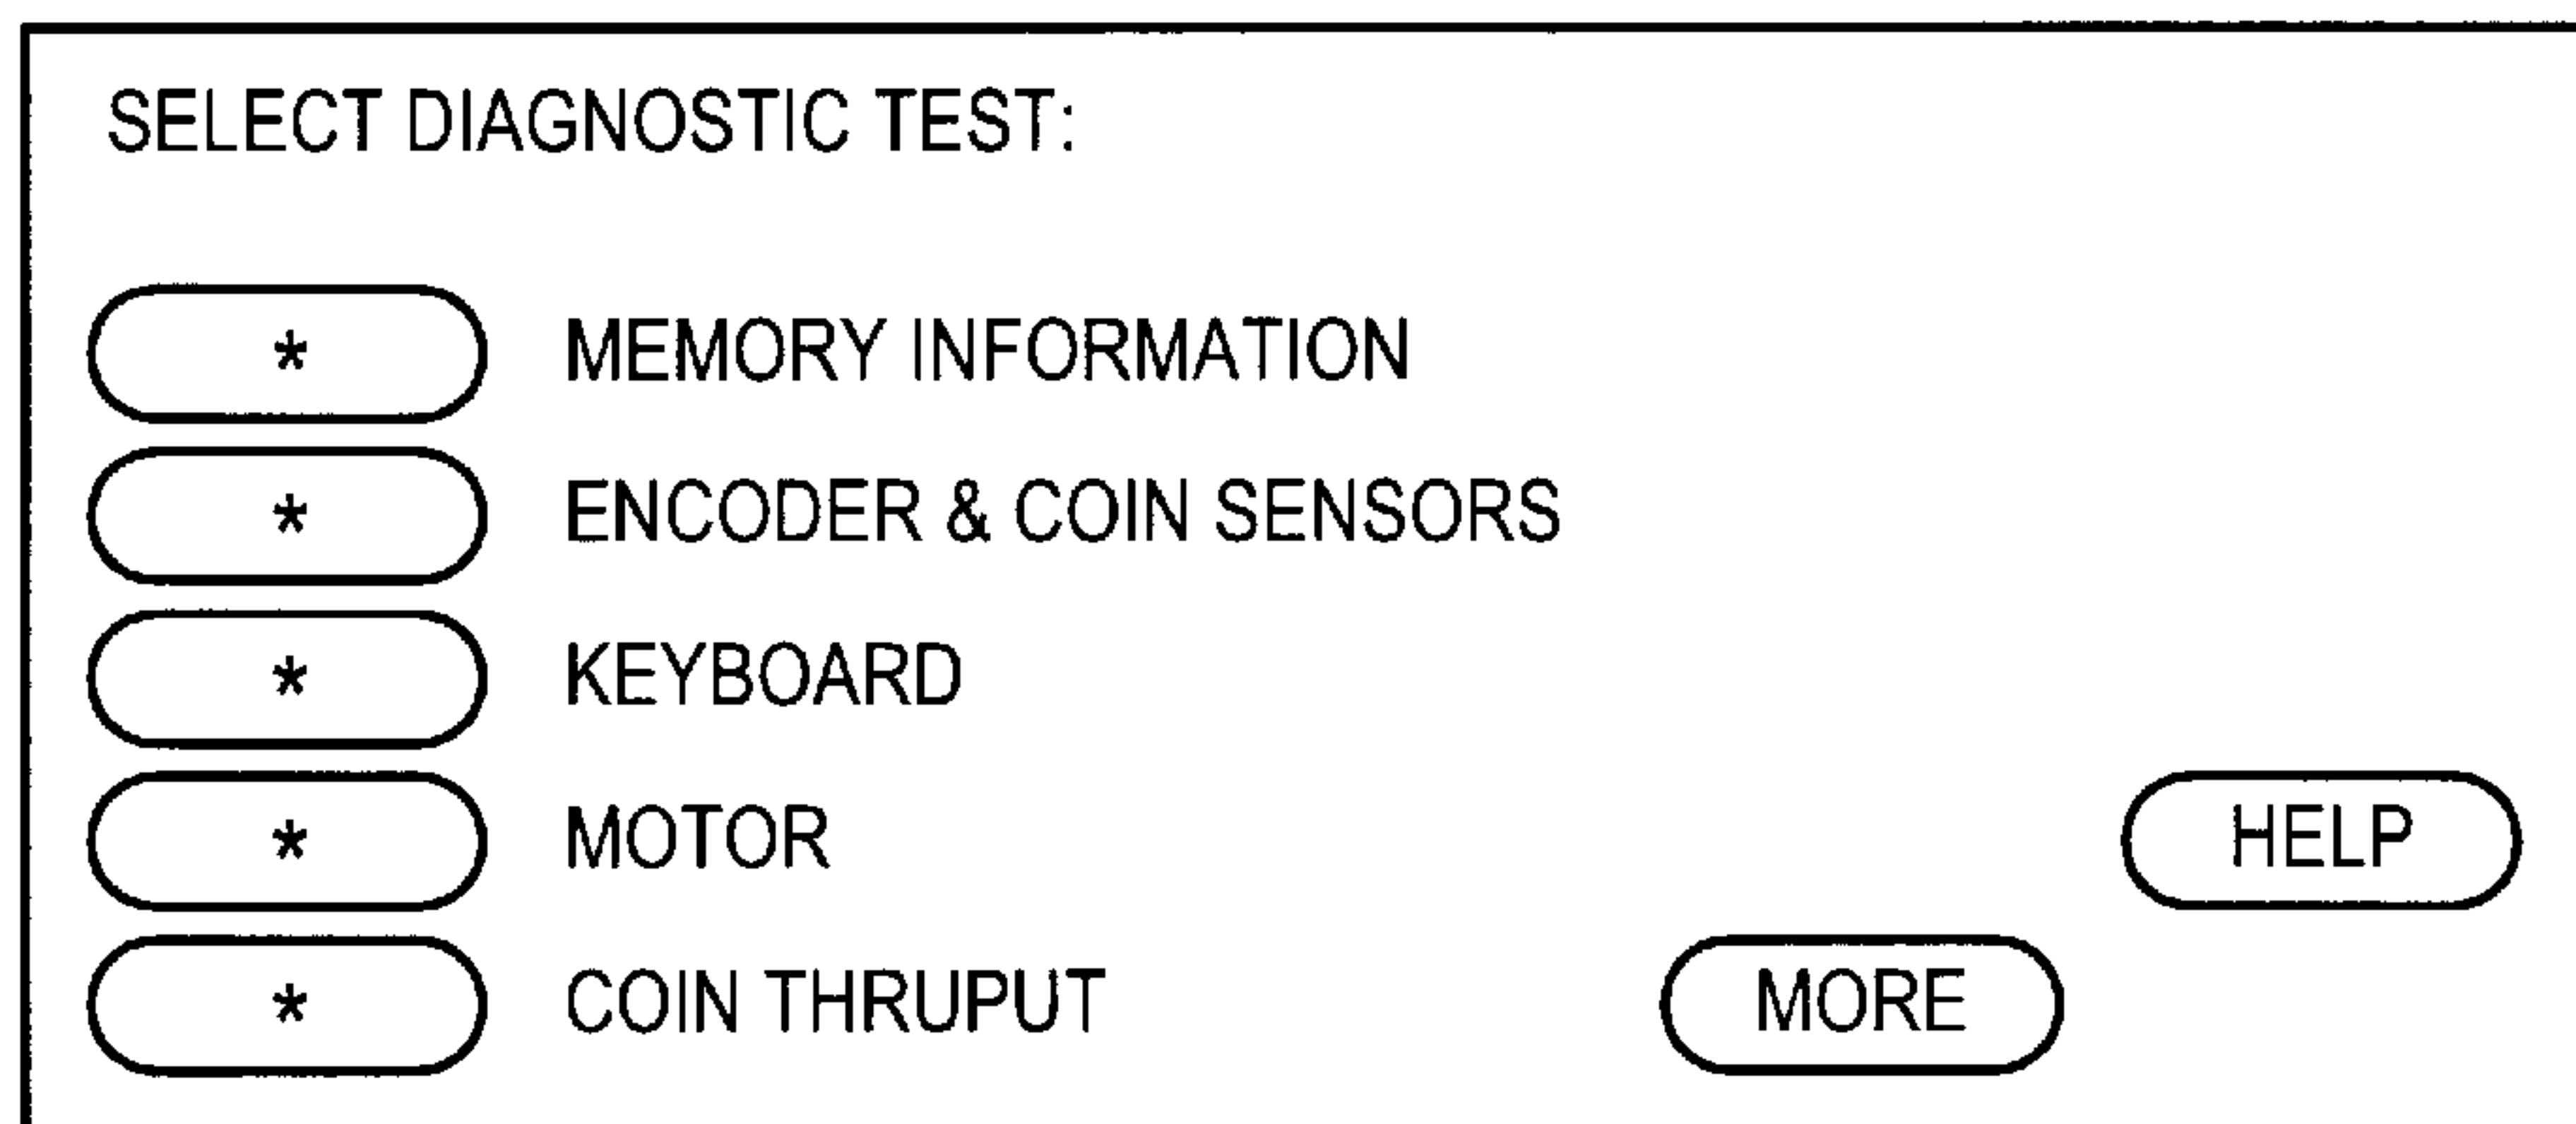 SELECT DIAGNOSTIC TEST:
* MEMORY INFORMATION
* ENCODER & COIN SENSORS
* KEYBOARD
* MOTOR HELP
* COIN THRUPUT MORE